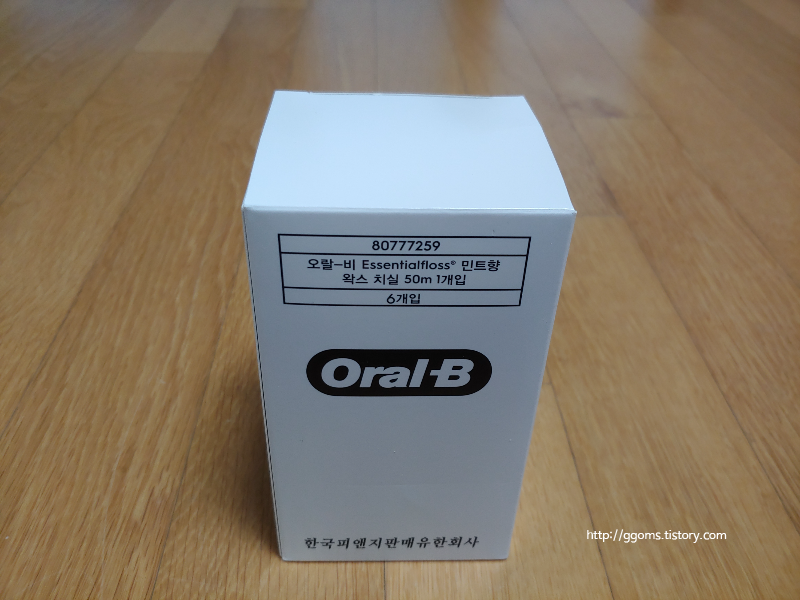 80777259
오랄-비 Essentialfloss® 민트향
왁스 치실 50m 1개입
6개입
Oral-B
한국피앤지판매유한회사
http://ggoms.tistory.com